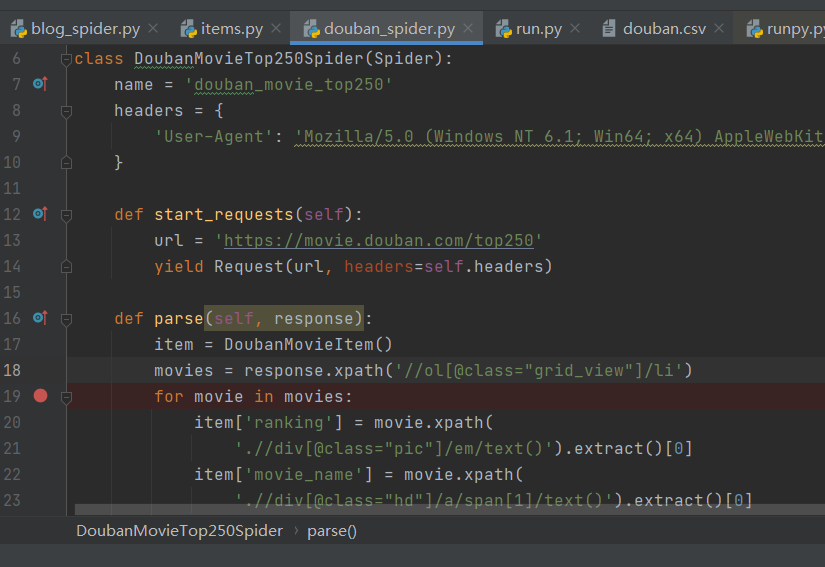 blog_spider.py items.py douban_spider.py run.py douban.csv runpy.py
6 class DoubanMovieTop250Spider(Spider):
7 name = 'douban_movie_top250'
8 headers = {
9 'User-Agent': 'Mozilla/5.0 (Windows NT 6.1; Win64; x64) AppleWebKit
10 }
11
12 def start_requests(self):
13 url = 'https://movie.douban.com/top250'
14 yield Request(url, headers=self.headers)
15
16 def parse(self, response):
17 item = DoubanMovieItem()
18 movies = response.xpath('//ol[@class="grid_view"]/li')
19 for movie in movies:
20 item['ranking'] = movie.xpath(
21 './/div[@class="pic"]/em/text()').extract()[0]
22 item['movie_name'] = movie.xpath(
23 './/div[@class="hd"]/a/span[1]/text()').extract()[0]
DoubanMovieTop250Spider › parse()